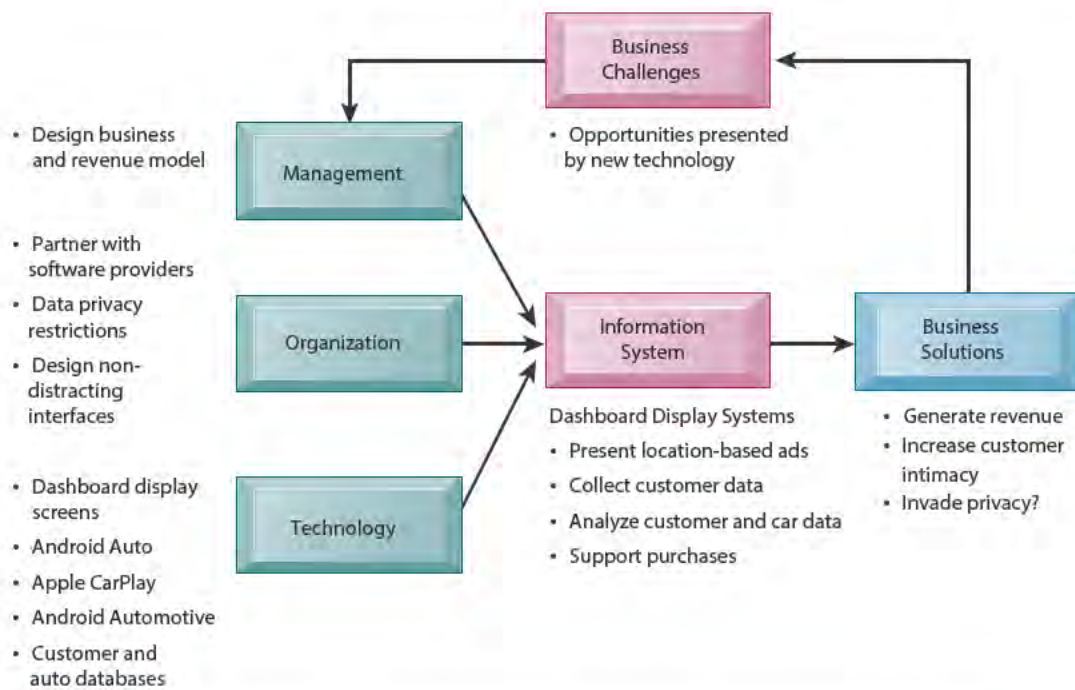 Business
Challenges
• Opportunities presented
by new technology
• Design business
and revenue model
Management
• Partner with
software providers
• Data privacy
restrictions
• Design non-
distracting
interfaces
Organization
Information
System
Business
Solutions
Dashboard Display Systems
• Present location-based ads
• Collect customer data
• Analyze customer and car data
• Support purchases
• Generate revenue
• Increase customer
intimacy
• Invade privacy?
• Dashboard display
screens
• Android Auto
• Apple CarPlay
• Android Automotive
• Customer and
auto databases
Technology